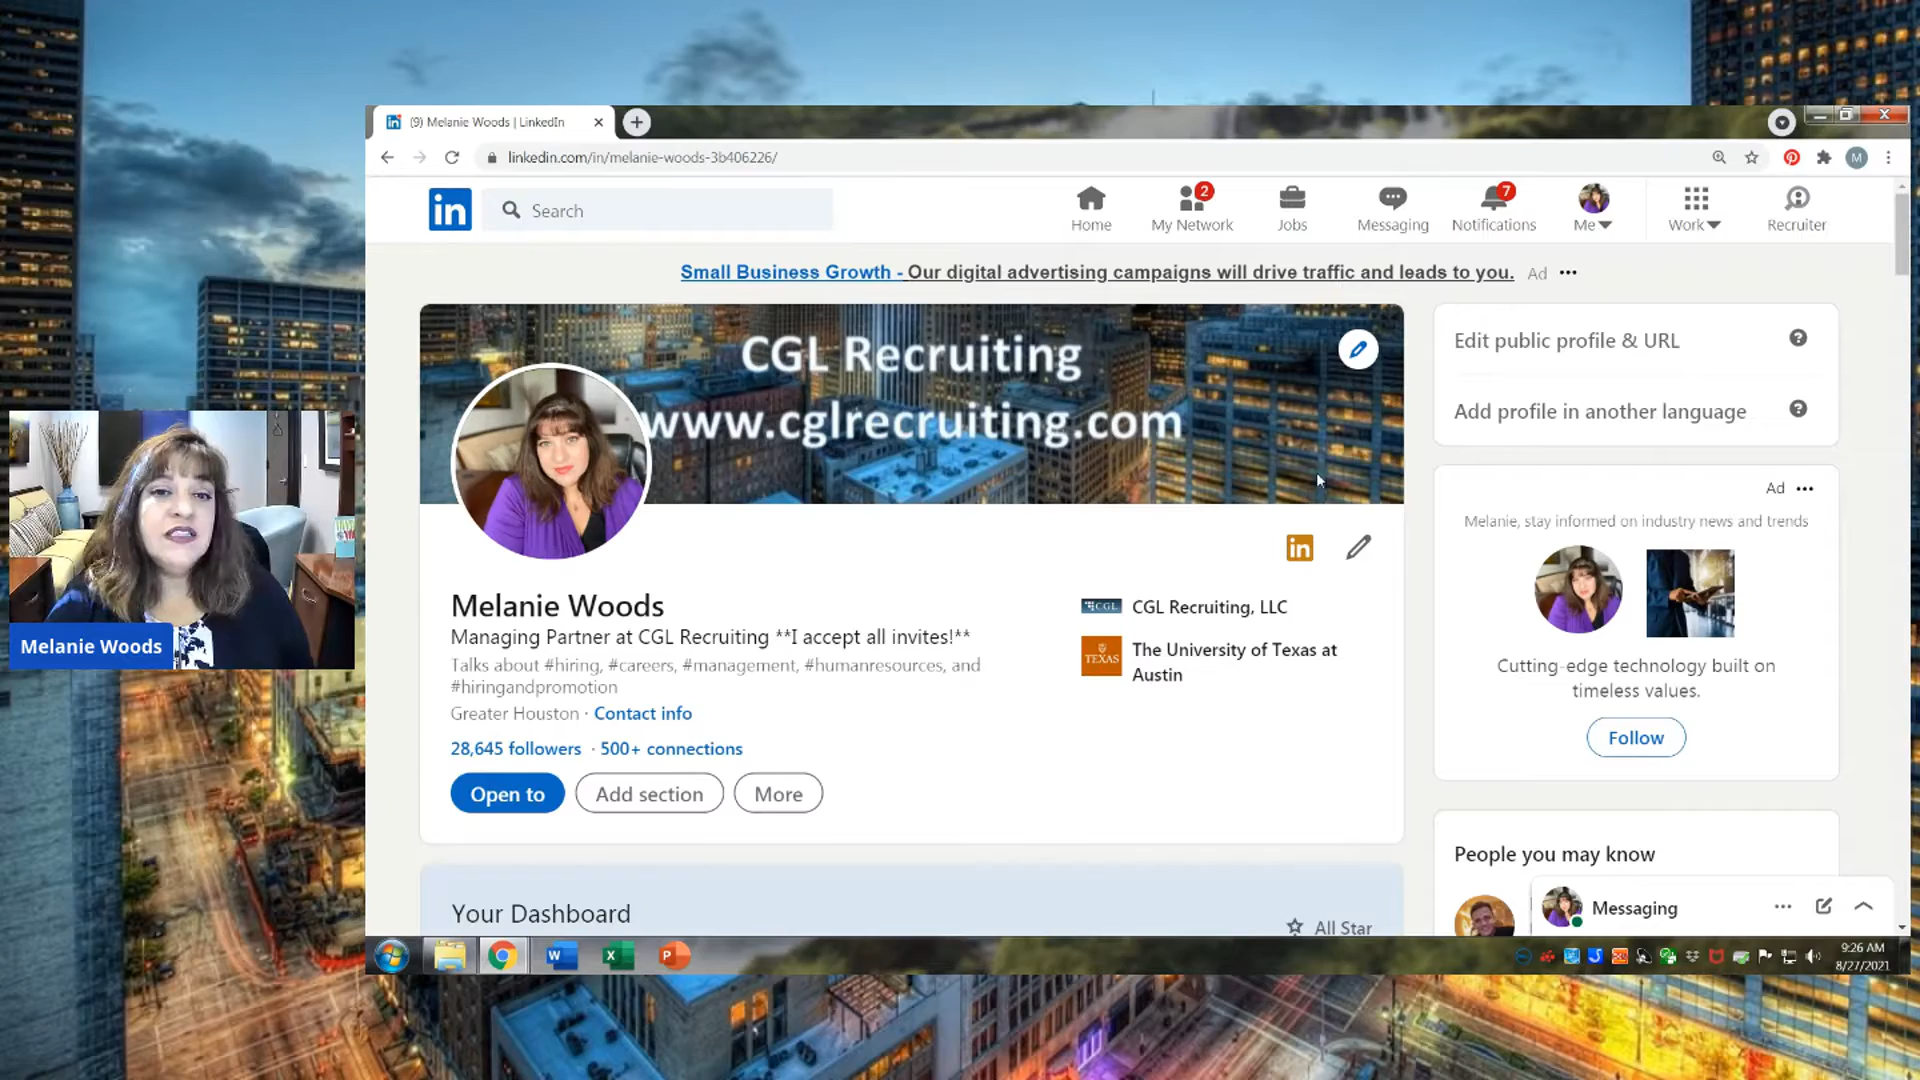 (9) Melanie Woods | LinkedIn
linkedin.com/in/melanie-woods-3b406226/
M
in
Search
Home
2
My Network
Jobs
Messaging
7
Notifications
Me
Work
Recruiter
Small Business Growth - Our digital advertising campaigns will drive traffic and leads to you. Ad
CGL Recruiting
www.cglrecruiting.com
in
Melanie Woods
Managing Partner at CGL Recruiting **I accept all invites!**
Talks about #hiring, #careers, #management, #humanresources, and
#hiringandpromotion
Greater Houston · Contact info
28,645 followers · 500+ connections
Open to
Add section
More
CGL
CGL Recruiting, LLC
TEXAS
The University of Texas at
Austin
Your Dashboard
All Star
Edit public profile & URL
Add profile in another language
Ad
Melanie, stay informed on industry news and trends
Cutting-edge technology built on
timeless values.
Follow
People you may know
Messaging
Melanie Woods
9:26 AM
8/27/2021